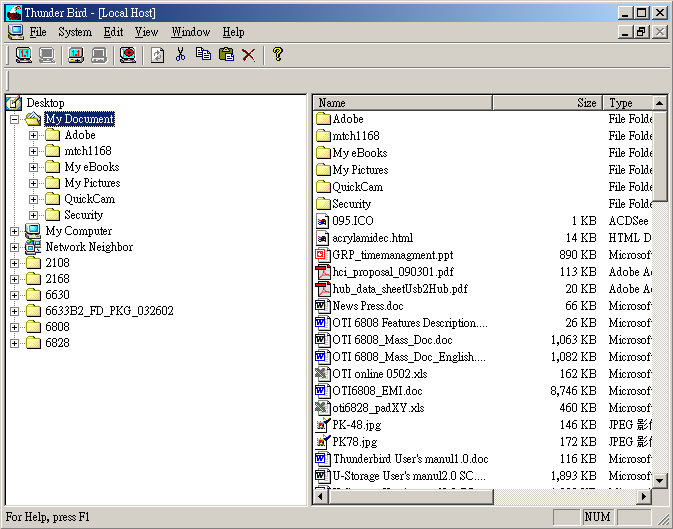 Thunder Bird - [Local Host]
File System Edit View Window Help
Desktop
My Document
Adobe
mtch1168
My eBooks
My Pictures
QuickCam
Security
My Computer
Network Neighbor
2108
2168
6630
6633B2_FD_PKG_032602
6808
6828
Name Size Type
Adobe File Folde
mtch1168 File Folde
My eBooks File Folde
My Pictures File Folde
QuickCam File Folde
Security File Folde
095.ICO 1 KB ACDSee
acrylamidec.html 14 KB HTML D
GRP_timemanagment.ppt 890 KB Microsof
hci_proposal_090301.pdf 113 KB Adobe A
hub_data_sheetUsb2Hub.pdf 20 KB Adobe A
News Press.doc 66 KB Microsof
OTI 6808 Features Description.... 26 KB Microsof
OTI 6808_Mass_Doc.doc 1,063 KB Microsof
OTI 6808_Mass_Doc_English.... 1,082 KB Microsof
OTI online 0502.xls 162 KB Microsof
OTI6808_EMI.doc 8,746 KB Microsof
oti6828_padXY.xls 460 KB Microsof
PK-48.jpg 146 KB JPEG 影
PK78.jpg 172 KB JPEG 影
Thunderbird User's manul1.0.doc 116 KB Microsof
U-Storage User's manul2.0 SC.... 1,893 KB Microsof
For Help, press F1 NUM